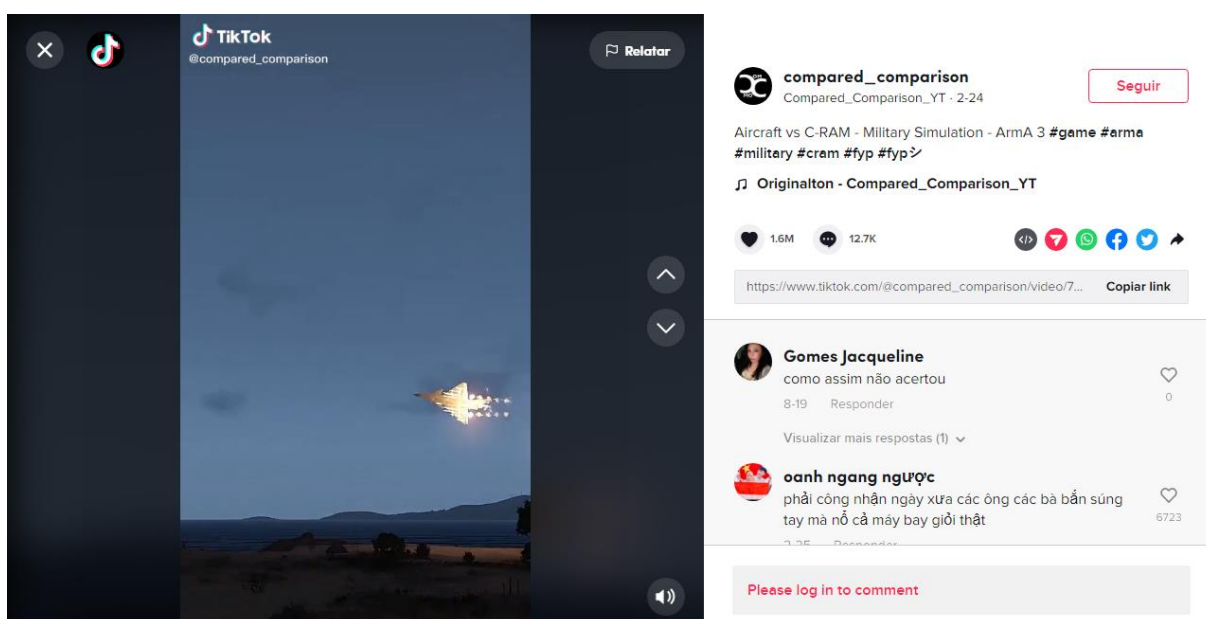 TikTok
@compared_comparison
Relatar
compared_comparison
Compared_Comparison_YT · 2-24
Seguir
Aircraft vs C-RAM - Military Simulation - ArmA 3 #game #arma
#military #cram #fyp #fypシ
Originalton - Compared_Comparison_YT
1.6M
12.7K
https://www.tiktok.com/@compared_comparison/video/7...
Copiar link
Gomes Jacqueline
como assim não acertou
0
8-19 Responder
Visualizar mais respostas (1)
oanh ngang ngược
phải công nhận ngày xưa các ông các bà bắn súng
tay mà nổ cả máy bay giỏi thật
6723
2-25 Responder
Please log in to comment